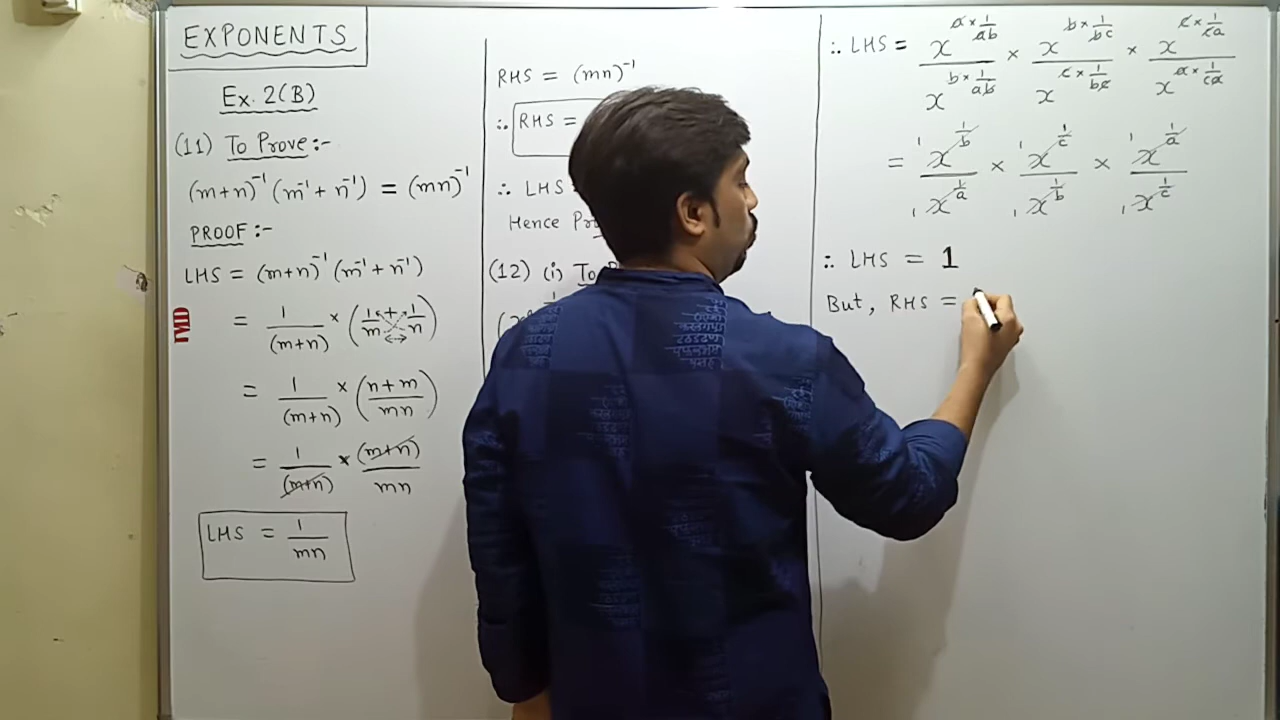 EXPONENTS
Ex. 2(B)
(11) To Prove:-
(m+n)⁻¹ (m⁻¹ + n⁻¹) = (mn)⁻¹
PROOF:-
LHS = (m+n)⁻¹ (m⁻¹ + n⁻¹)
= 1/(m+n) × (1/m + 1/n)
= 1/(m+n) × ((n+m)/mn)
= 1/(m+n) × (m+n)/mn
LHS = 1/mn
IMD
RHS = (mn)⁻¹
∴ RHS =
∴ LHS
Hence
(12) (i) To
∴ LHS = x^(a×1/ab)/x^(b×1/ab) × x^(b×1/bc)/x^(c×1/bc) × x^(c×1/ca)/x^(a×1/ca)
= x^(1/b)/x^(1/a) × x^(1/c)/x^(1/b) × x^(1/a)/x^(1/c)
∴ LHS = 1
But, RHS =